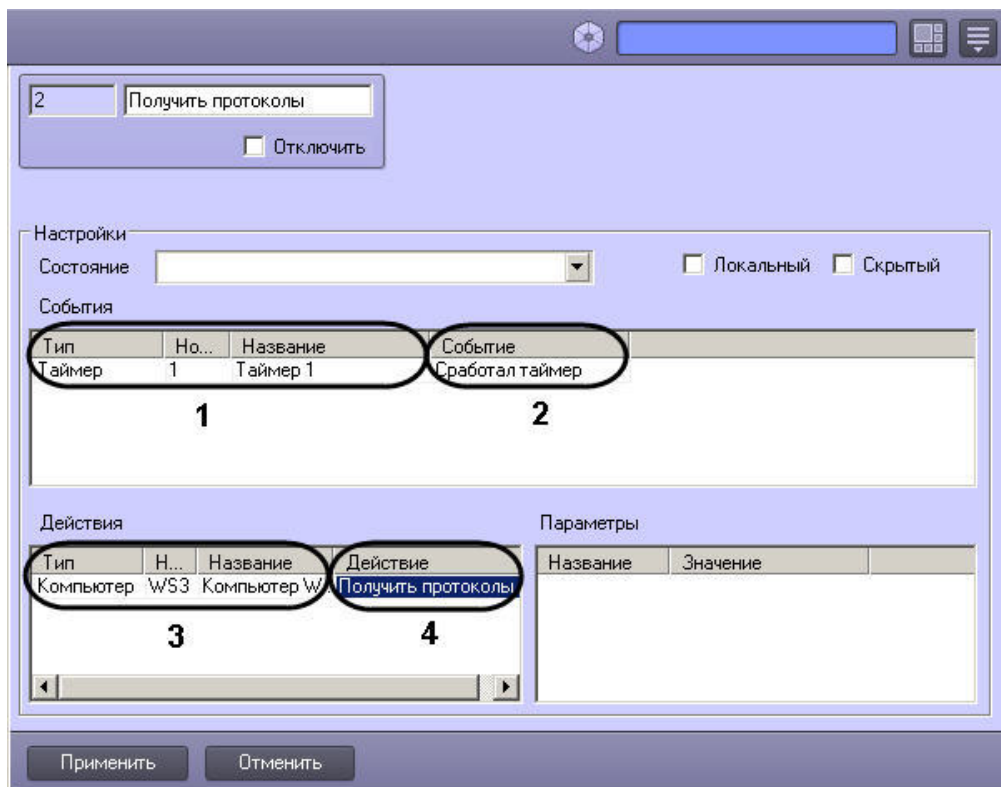 2 Получить протоколы
Отключить
Настройки
Состояние
Локальный Скрытый
События
Тип Но... Название Событие
Таймер 1 Таймер 1 Сработал таймер
1 2
Действия Параметры
Тип Н... Название Действие Название Значение
Компьютер WS3 Компьютер W... Получить протоколы
3 4
Применить Отменить